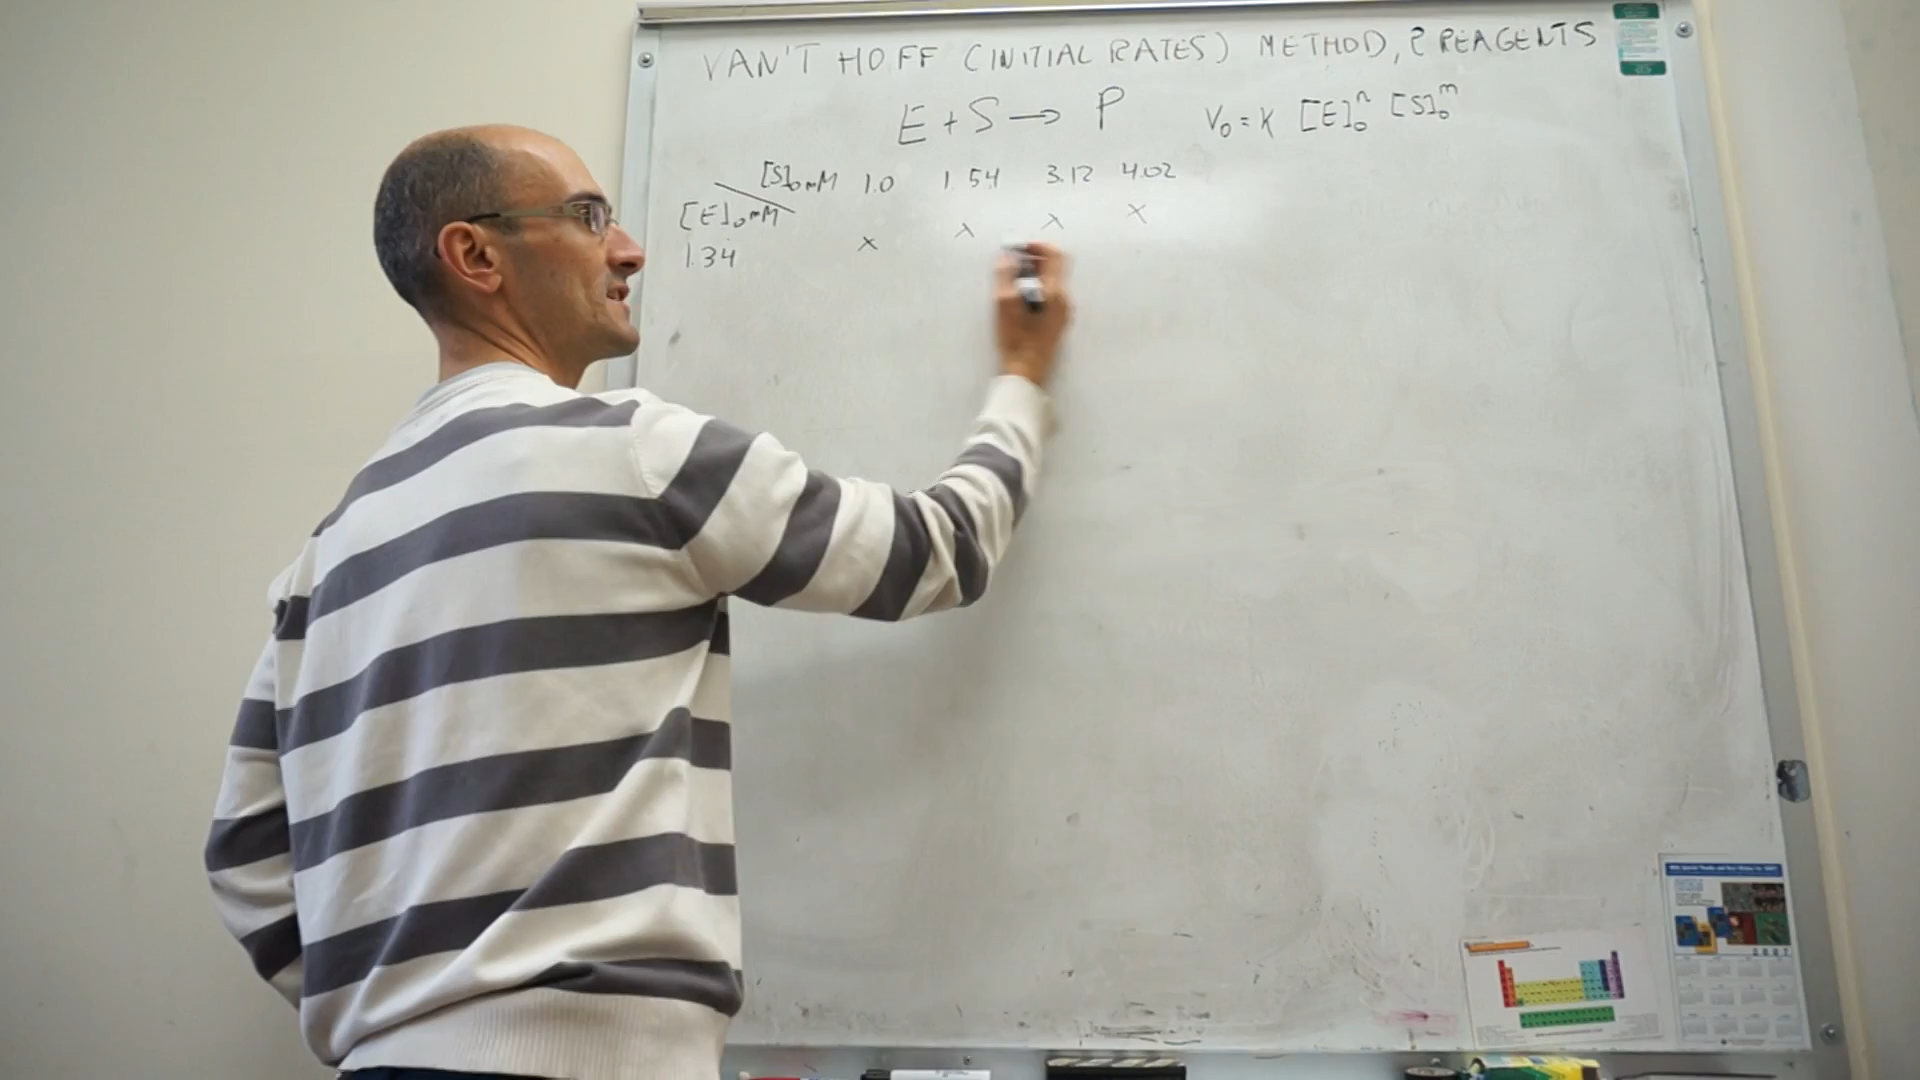 VAN'T HOFF (INITIAL RATES) METHOD, 2 REAGENTS
E + S → P V₀ = K [E]₀ⁿ [S]₀ᵐ
[S]₀ mM 1.0 1.54 3.12 4.02
[E]₀ mM
1.34 x x x x